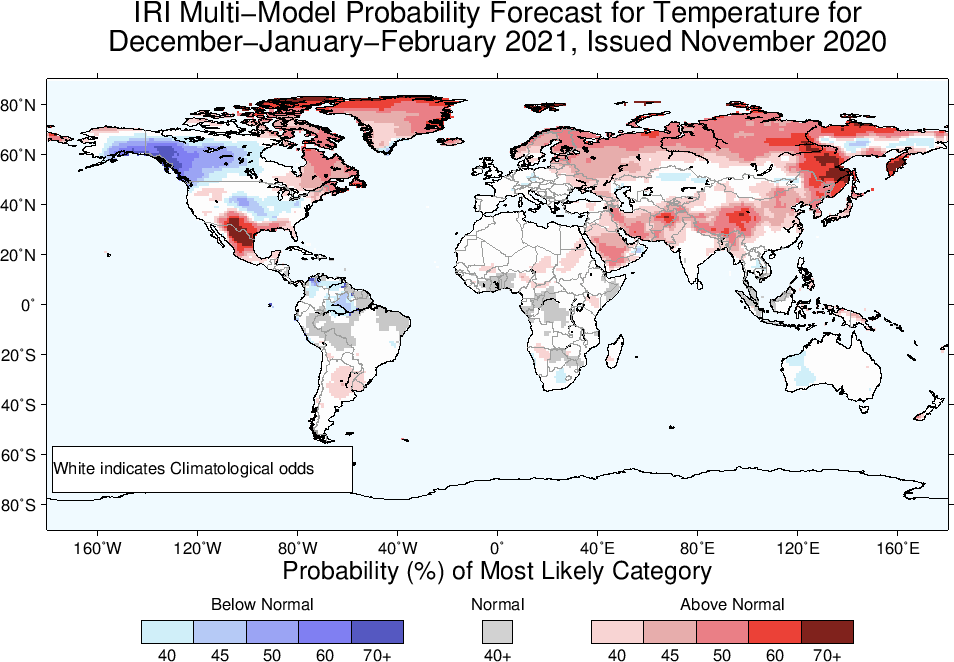 IRI Multi−Model Probability Forecast for Temperature for
December−January−February 2021, Issued November 2020
80˚N
60˚N
40˚N
20˚N
0˚
20˚S
40˚S
60˚S
80˚S
White indicates Climatological odds
160˚W 120˚W 80˚W 40˚W 0˚ 40˚E 80˚E 120˚E 160˚E
Probability (%) of Most Likely Category
Below Normal Normal Above Normal
40 45 50 60 70+ 40+ 40 45 50 60 70+